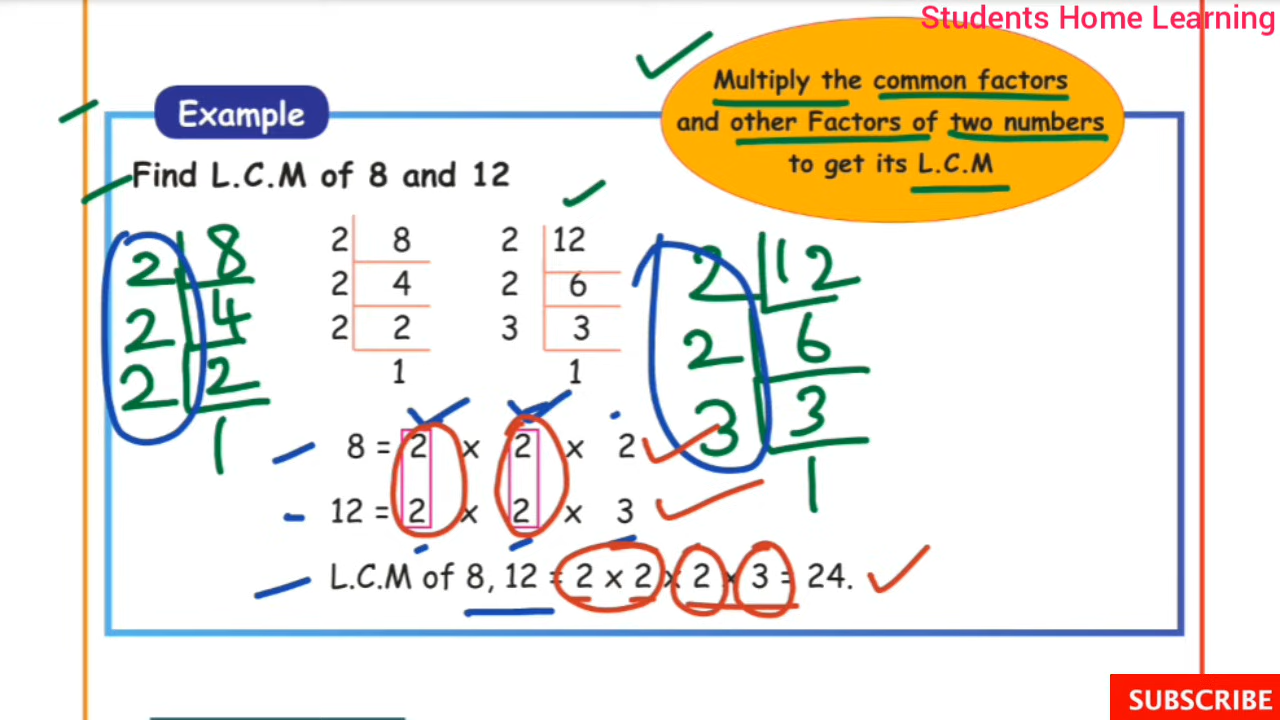 Students Home Learning
Multiply the common factors
and other Factors of two numbers
to get its L.C.M
Example
Find L.C.M of 8 and 12
2 8
2 4
2 2
1
2 8
2 4
2 2
1
2 12
2 6
3 3
1
2 12
2 6
3 3
1
8 = 2 x 2 x 2
12 = 2 x 2 x 3
L.C.M of 8, 12 = 2 x 2 x 2 x 3 = 24.
SUBSCRIBE